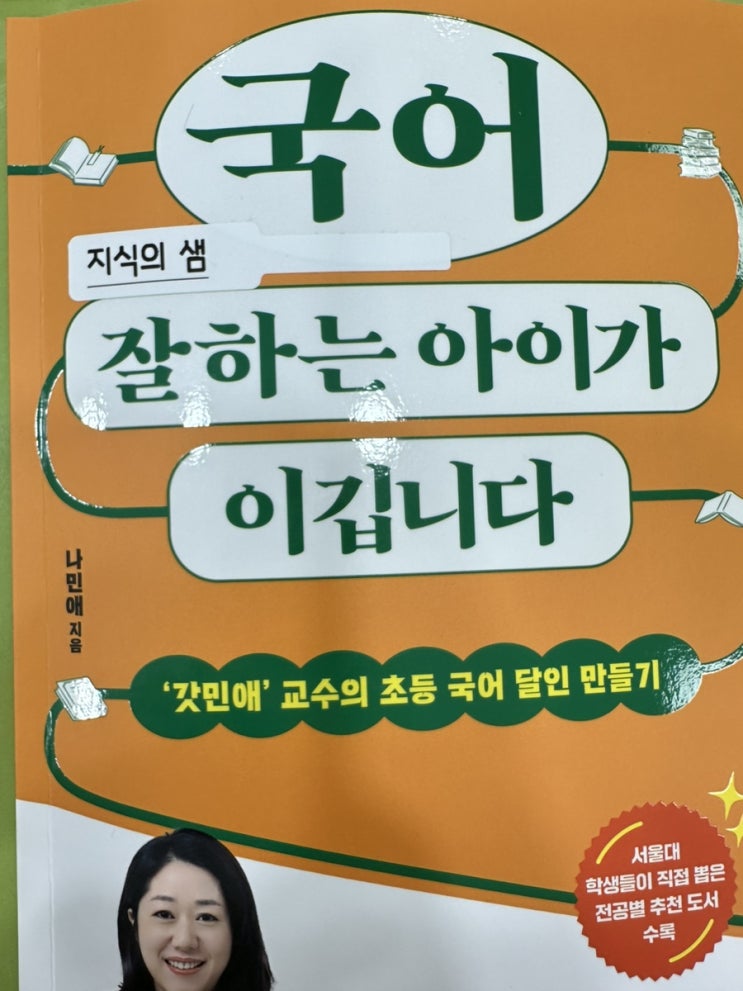 국어
지식의 샘
잘하는 아이가
이깁니다
나민애 지음
'갓민애' 교수의 초등 국어 달인 만들기
서울대
학생들이 직접 뽑은
전공별 추천 도서
수록